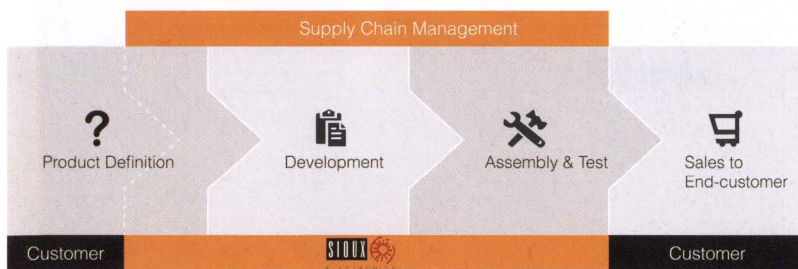 Supply Chain Management
?
Product Definition
Development
Assembly & Test
Sales to
End-customer
Customer
SIOUX
Customer